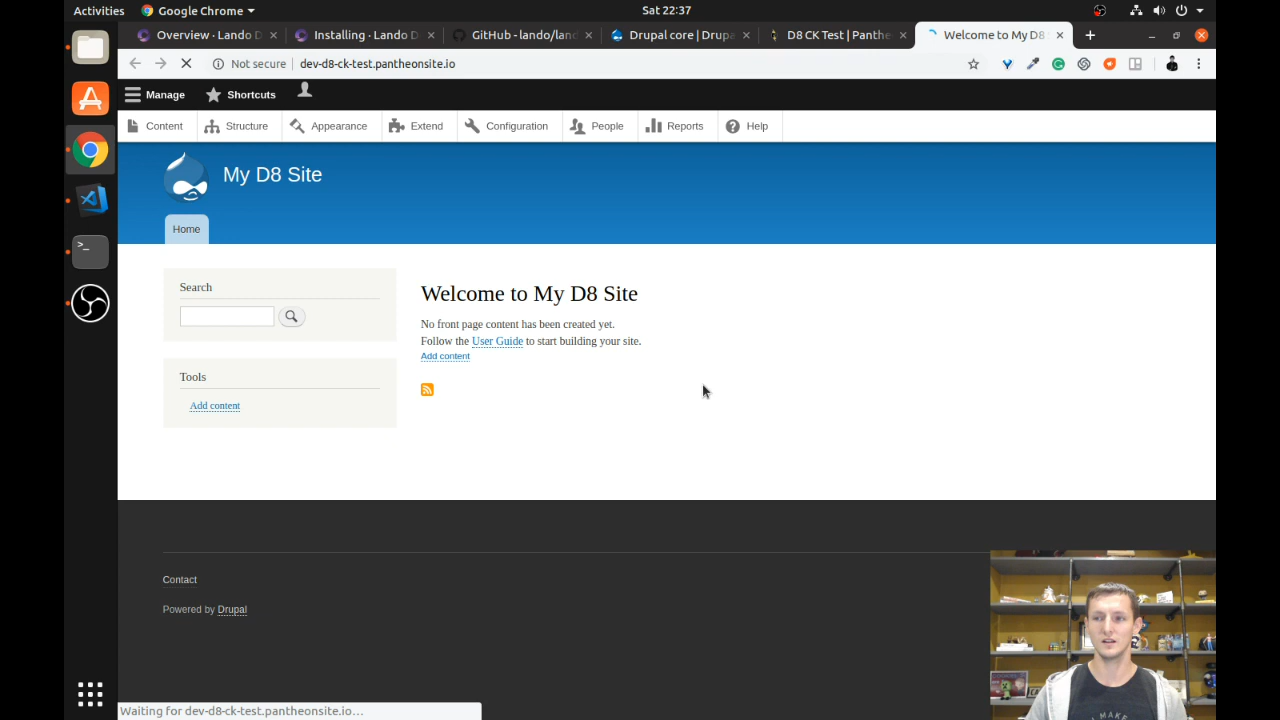 Activities
Google Chrome
Sat 22:37
Overview · Lando D
Installing · Lando D
GitHub - lando/lan
Drupal core | Drup
D8 CK Test | Panthe
Welcome to My D8
Not secure
dev-d8-ck-test.pantheonsite.io
Manage
Shortcuts
Content
Structure
Appearance
Extend
Configuration
People
Reports
Help
My D8 Site
Home
Search
Tools
Add content
Welcome to My D8 Site
No front page content has been created yet.
Follow the User Guide to start building your site.
Add content
Contact
Powered by Drupal
Waiting for dev-d8-ck-test.pantheonsite.io…
MAKE